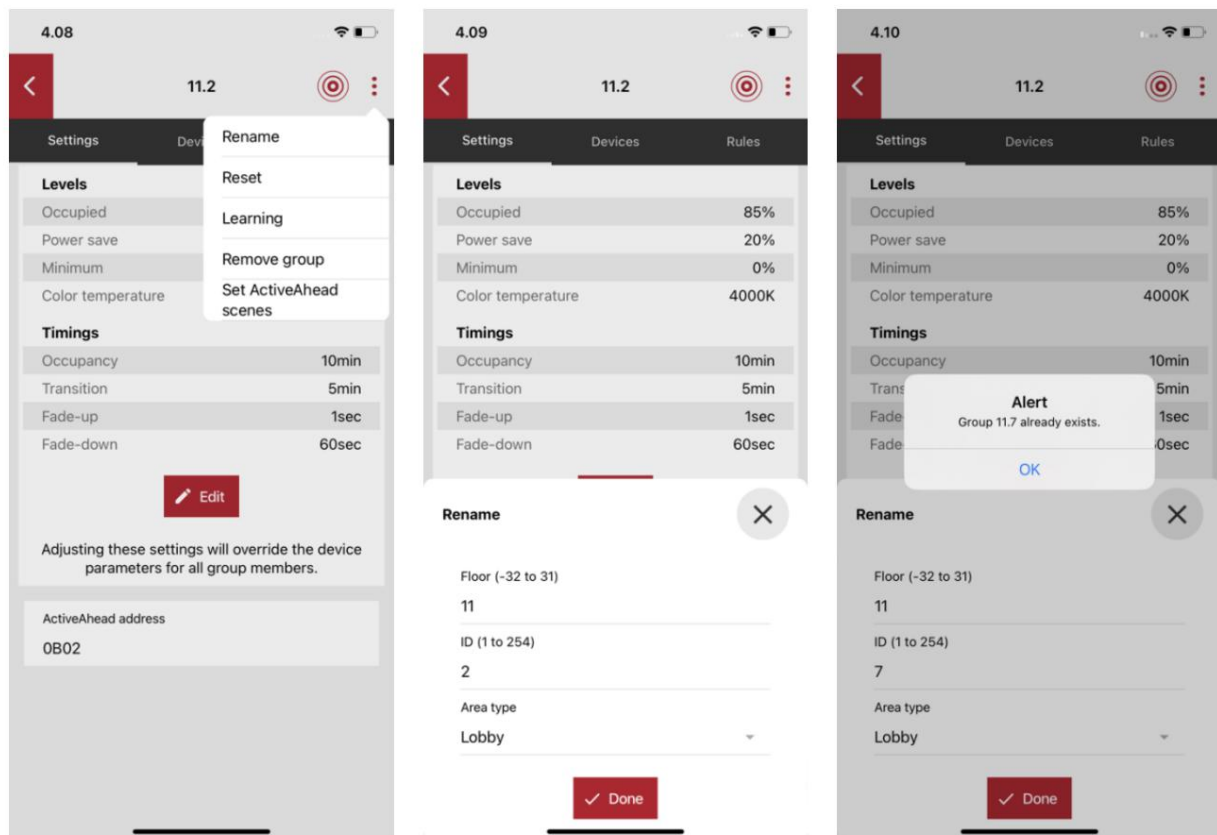 4.08
11.2
Settings
Devi
Rename
Reset
Learning
Remove group
Set ActiveAhead
scenes
Levels
Occupied
Power save
Minimum
Color temperature
Timings
Occupancy 10min
Transition 5min
Fade-up 1sec
Fade-down 60sec
Edit
Adjusting these settings will override the device
parameters for all group members.
ActiveAhead address
0B02
4.09
11.2
Settings Devices Rules
Levels
Occupied 85%
Power save 20%
Minimum 0%
Color temperature 4000K
Timings
Occupancy 10min
Transition 5min
Fade-up 1sec
Fade-down 60sec
Rename
Floor (-32 to 31)
11
ID (1 to 254)
2
Area type
Lobby
Done
4.10
11.2
Settings Devices Rules
Levels
Occupied 85%
Power save 20%
Minimum 0%
Color temperature 4000K
Timings
Occupancy 10min
Trans 5min
Fade 1sec
Fade 0sec
Alert
Group 11.7 already exists.
OK
Rename
Floor (-32 to 31)
11
ID (1 to 254)
7
Area type
Lobby
Done